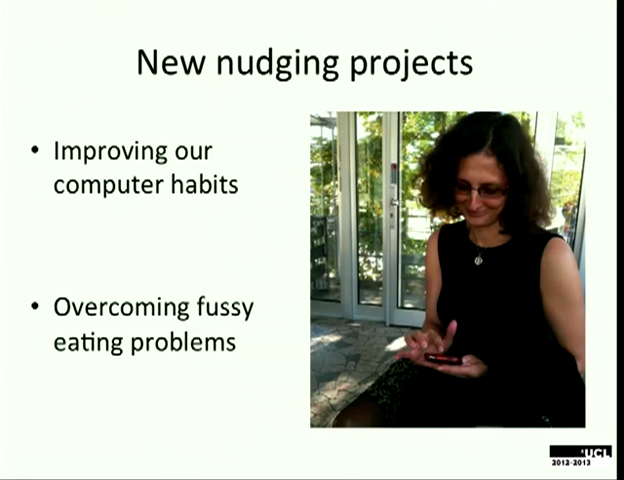 New nudging projects
• Improving our
computer habits
• Overcoming fussy
eating problems
UCL
2012-2013